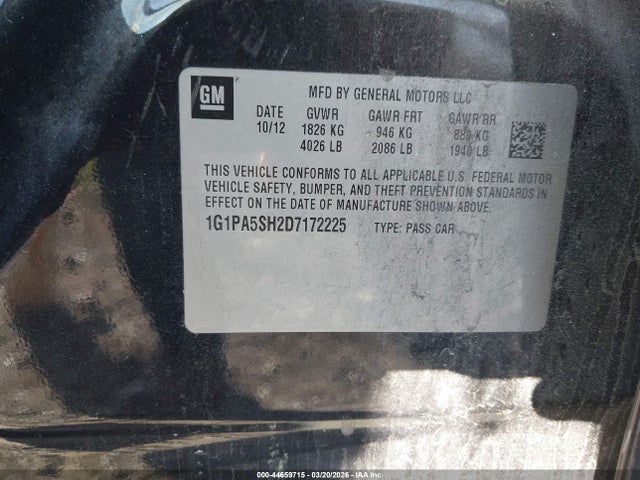 GM
MFD BY GENERAL MOTORS LLC
DATE GVWR GAWR FRT GAWR RR
10/12 1826 KG 946 KG 880 KG
4026 LB 2086 LB 1940 LB
THIS VEHICLE CONFORMS TO ALL APPLICABLE U.S. FEDERAL MOTOR
VEHICLE SAFETY, BUMPER, AND THEFT PREVENTION STANDARDS IN
EFFECT ON THE DATE OF MANUFACTURE SHOWN ABOVE.
1G1PA5SH2D7172225 TYPE: PASS CAR
000-44659715 - 03/20/2026 - IAA Inc.